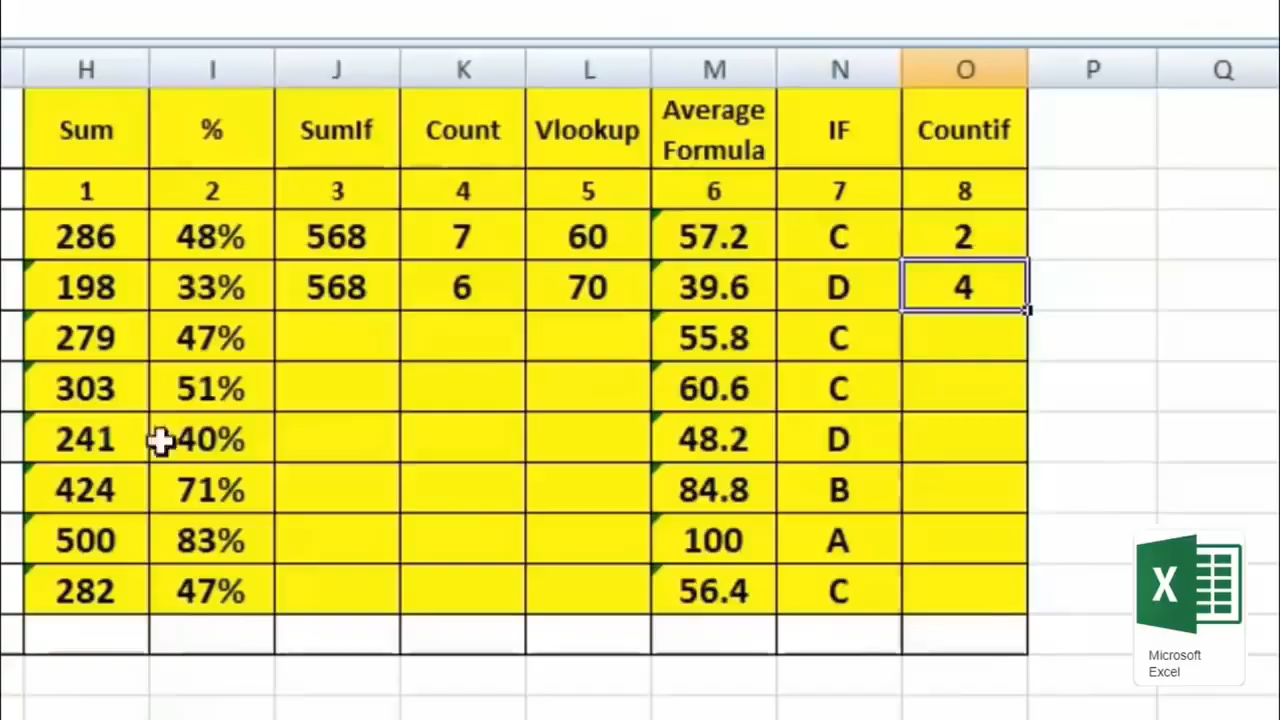 H I J K L M N O P Q
Sum % SumIf Count Vlookup Average Formula IF Countif
1 2 3 4 5 6 7 8
286 48% 568 7 60 57.2 C 2
198 33% 568 6 70 39.6 D 4
279 47% 55.8 C
303 51% 60.6 C
241 40% 48.2 D
424 71% 84.8 B
500 83% 100 A
282 47% 56.4 C
X
Microsoft
Excel